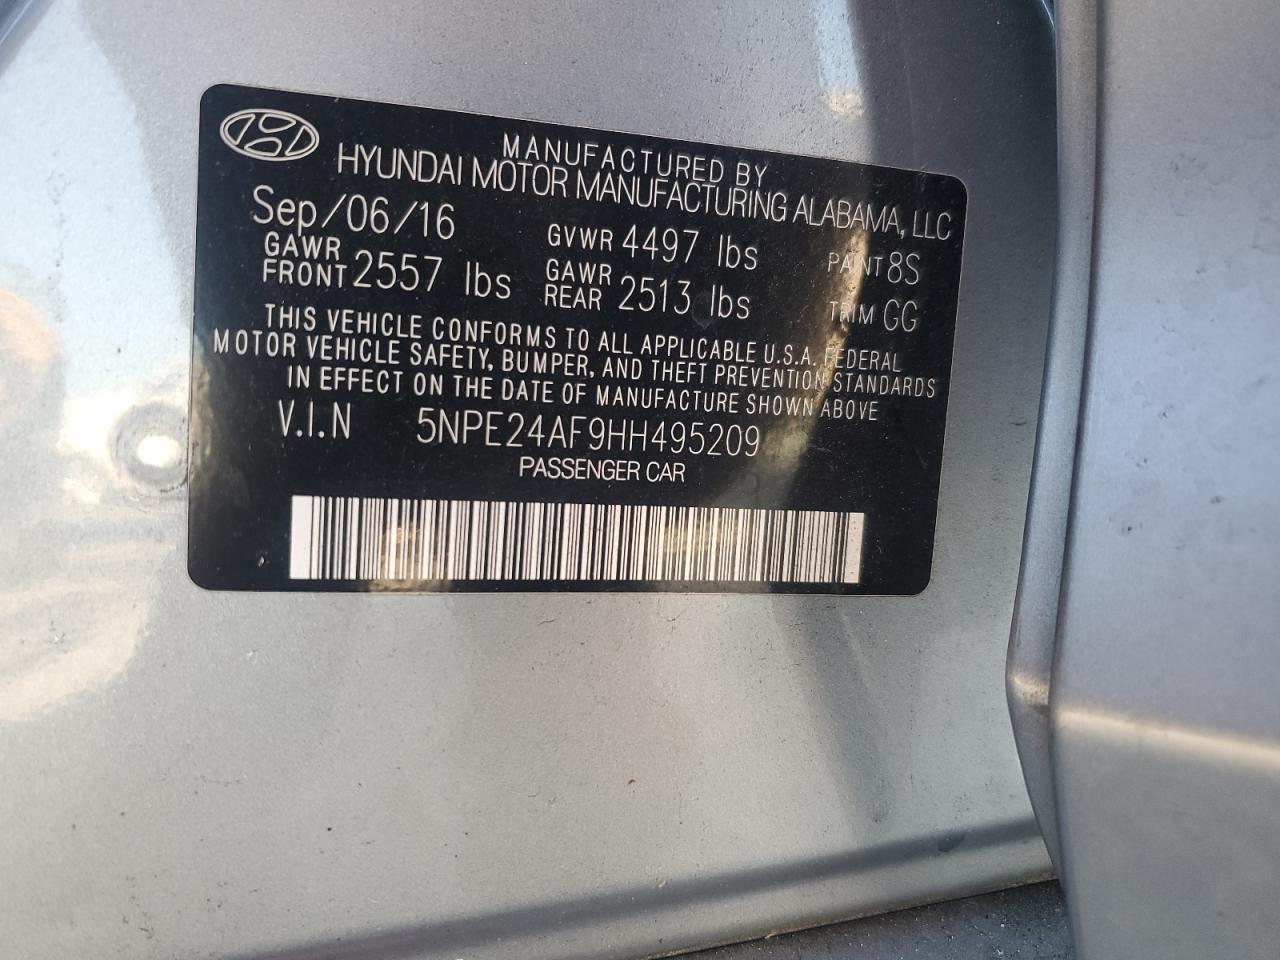 MANUFACTURED BY
HYUNDAI MOTOR MANUFACTURING ALABAMA, LLC
Sep/06/16 GVWR 4497 lbs PAINT 8S
GAWR FRONT 2557 lbs GAWR REAR 2513 lbs TRIM GG
THIS VEHICLE CONFORMS TO ALL APPLICABLE U.S.A. FEDERAL
MOTOR VEHICLE SAFETY, BUMPER, AND THEFT PREVENTION STANDARDS
IN EFFECT ON THE DATE OF MANUFACTURE SHOWN ABOVE
V.I.N 5NPE24AF9HH495209
PASSENGER CAR